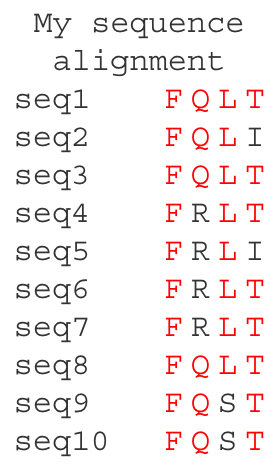 My sequence
alignment
seq1 FQLT
seq2 FQLI
seq3 FQLT
seq4 FRLT
seq5 FRLI
seq6 FRLT
seq7 FRLT
seq8 FQLT
seq9 FQST
seq10 FQST